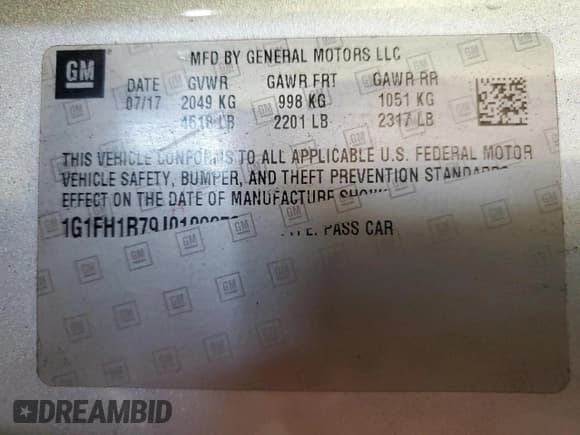 GM
MFD BY GENERAL MOTORS LLC
DATE GVWR GAWR FRT GAWR RR
07/17 2049 KG 998 KG 1051 KG
4518 LB 2201 LB 2317 LB
THIS VEHICLE CONFORMS TO ALL APPLICABLE U.S. FEDERAL MOTOR
VEHICLE SAFETY, BUMPER, AND THEFT PREVENTION STANDARDS
EFFECT ON THE DATE OF MANUFACTURE
PASS CAR
DREAMBID